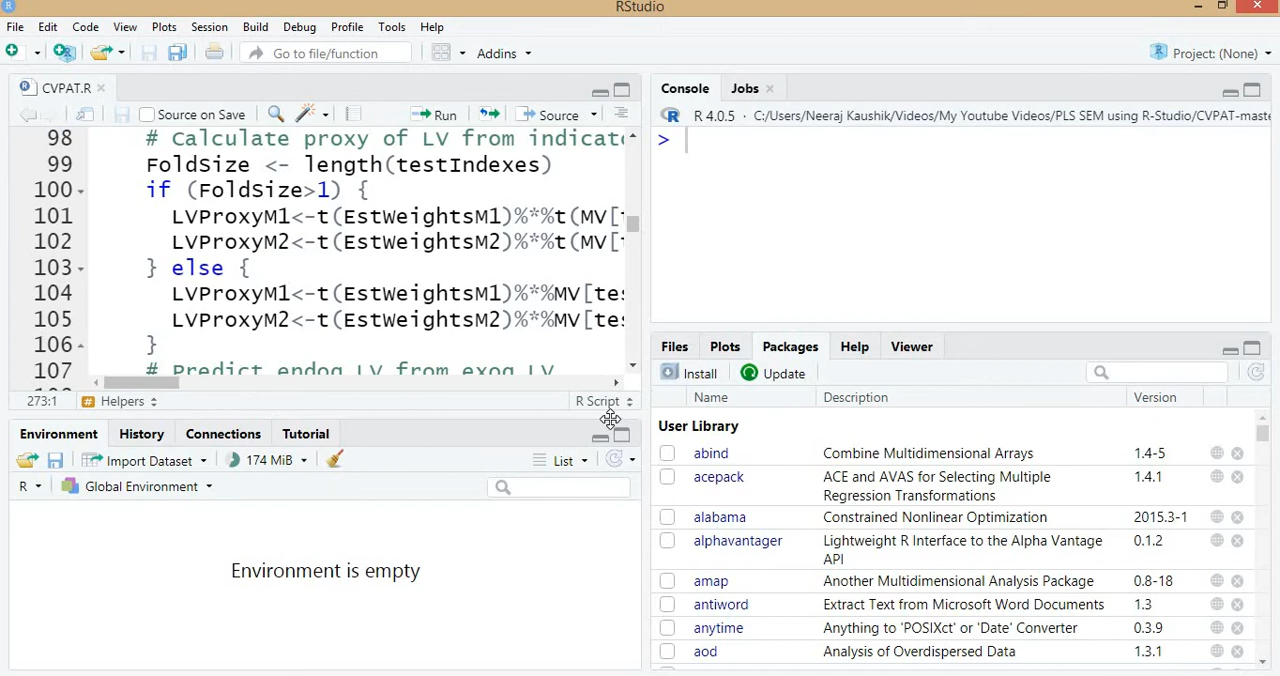 RStudio
File Edit Code View Plots Session Build Debug Profile Tools Help
Go to file/function Addins Project: (None)
CVPAT.R
Source on Save Run Source
98 # Calculate proxy of LV from indicato
99 FoldSize <- length(testIndexes)
100 if (FoldSize>1) {
101 LVProxyM1<-t(EstWeightsM1)%*%t(MV[t
102 LVProxyM2<-t(EstWeightsM2)%*%t(MV[t
103 } else {
104 LVProxyM1<-t(EstWeightsM1)%*%MV[tes
105 LVProxyM2<-t(EstWeightsM2)%*%MV[tes
106 }
107 # Predict endog LV from exog LV
273:1 Helpers R Script
Environment History Connections Tutorial
Import Dataset 174 MiB List
R Global Environment
Environment is empty
Console Jobs
R 4.0.5 · C:/Users/Neeraj Kaushik/Videos/My Youtube Videos/PLS SEM using R-Studio/CVPAT-maste
>
Files Plots Packages Help Viewer
Install Update
Name Description Version
User Library
abind Combine Multidimensional Arrays 1.4-5
acepack ACE and AVAS for Selecting Multiple 1.4.1
Regression Transformations
alabama Constrained Nonlinear Optimization 2015.3-1
alphavantager Lightweight R Interface to the Alpha Vantage 0.1.2
API
amap Another Multidimensional Analysis Package 0.8-18
antiword Extract Text from Microsoft Word Documents 1.3
anytime Anything to 'POSIXct' or 'Date' Converter 0.3.9
aod Analysis of Overdispersed Data 1.3.1